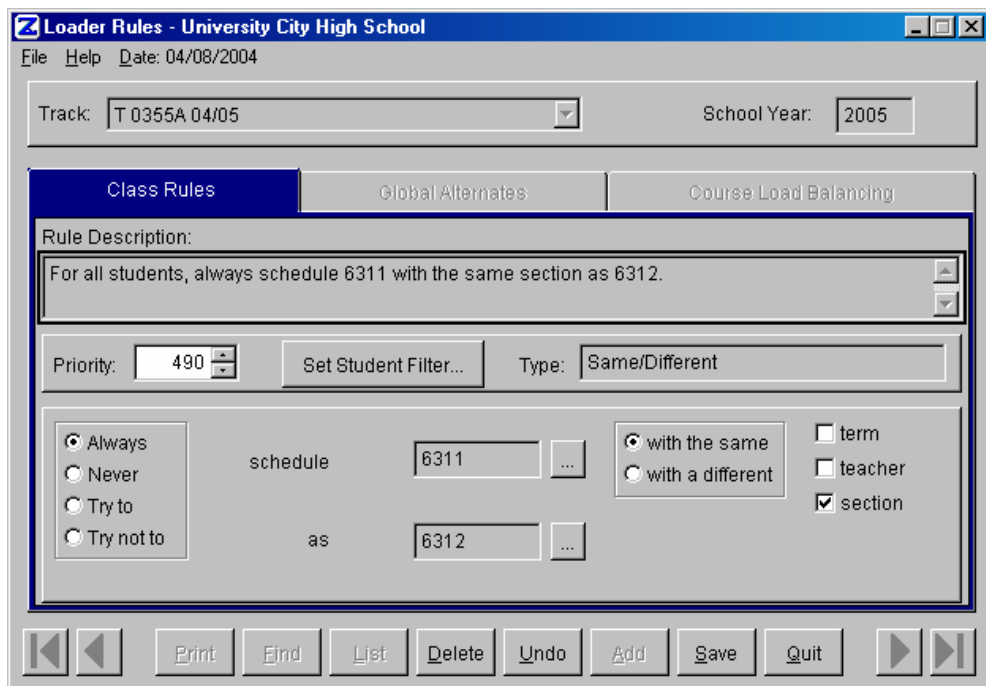 Z Loader Rules - University City High School
File Help Date: 04/08/2004
Track: T 0355A 04/05 School Year: 2005
Class Rules Global Alternates Course Load Balancing
Rule Description:
For all students, always schedule 6311 with the same section as 6312.
Priority: 490 Set Student Filter... Type: Same/Different
Always
Never
Try to
Try not to
schedule 6311 ...
as 6312 ...
with the same
with a different
term
teacher
section
Print Find List Delete Undo Add Save Quit